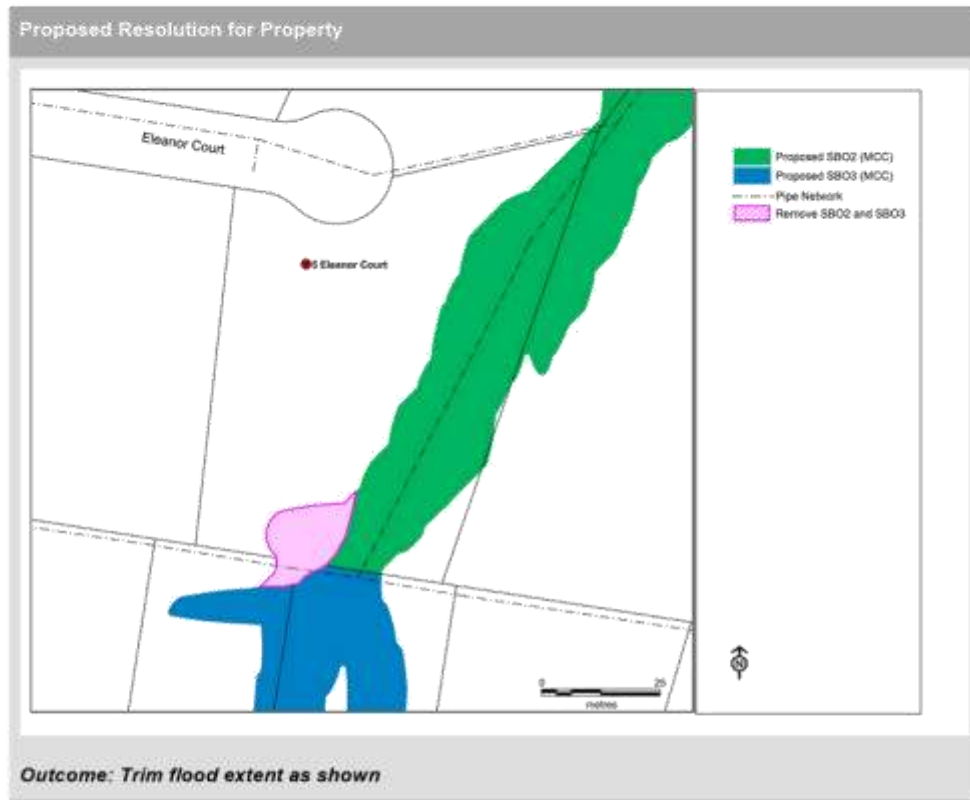 Proposed Resolution for Property
Eleanor Court
5 Eleanor Court
Proposed SBO2 (MCC)
Proposed SBO3 (MCC)
Pipe Network
Remove SBO2 and SBO3
N
0 25
metres
Outcome: Trim flood extent as shown